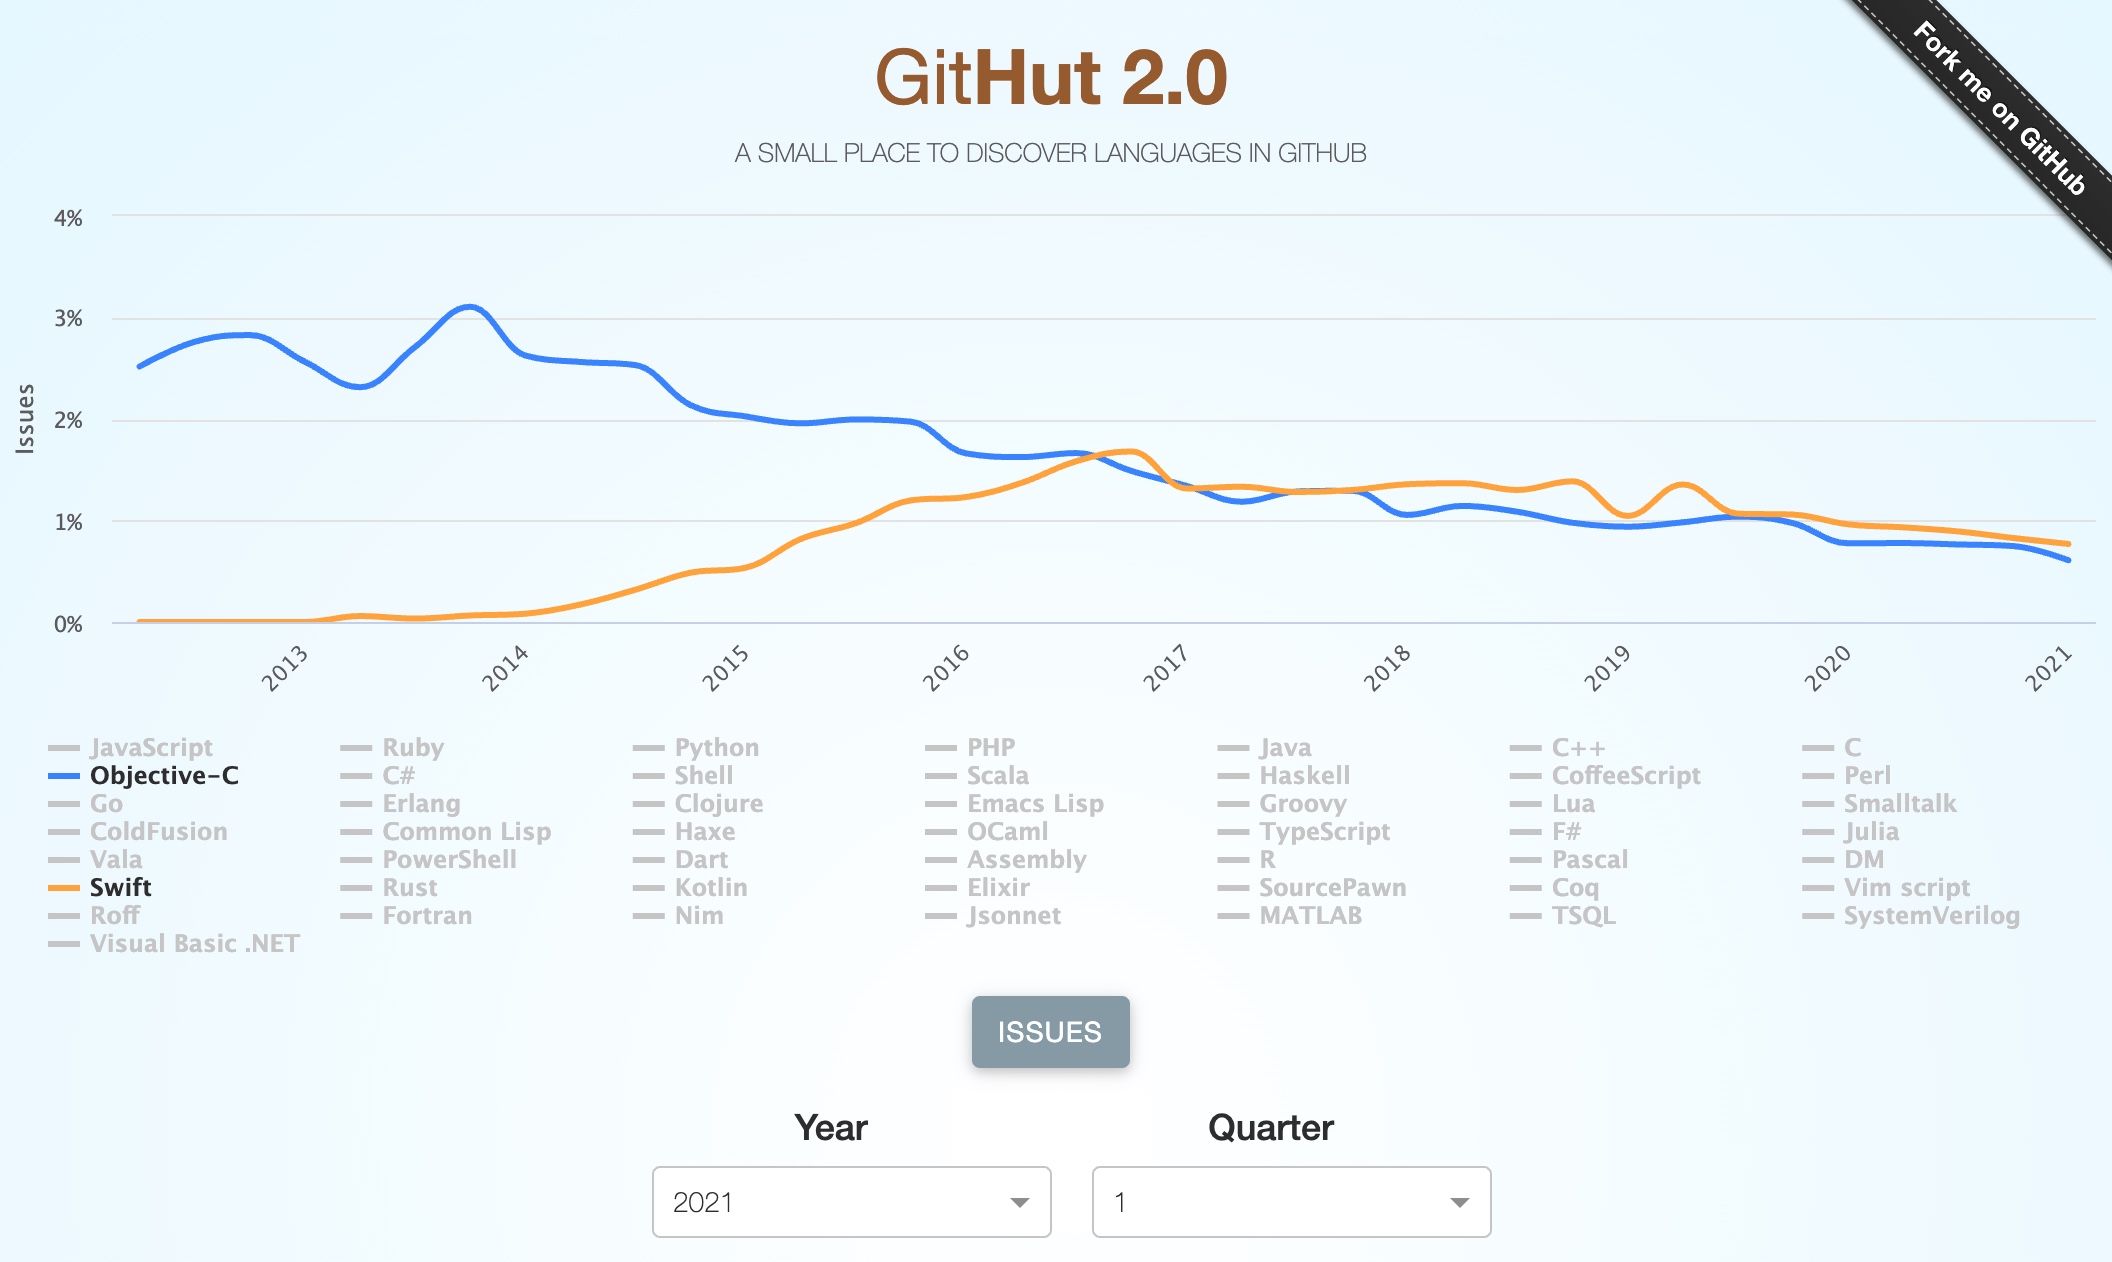 GitHut 2.0
Fork me on GitHub
A SMALL PLACE TO DISCOVER LANGUAGES IN GITHUB
4%
3%
2%
1%
0%
Issues
2013 2014 2015 2016 2017 2018 2019 2020 2021
JavaScript Ruby Python PHP Java C++ C
Objective-C C# Shell Scala Haskell CoffeeScript Perl
Go Erlang Clojure Emacs Lisp Groovy Lua Smalltalk
ColdFusion Common Lisp Haxe OCaml TypeScript F# Julia
Vala PowerShell Dart Assembly R Pascal DM
Swift Rust Kotlin Elixir SourcePawn Coq Vim script
Roff Fortran Nim Jsonnet MATLAB TSQL SystemVerilog
Visual Basic .NET
ISSUES
Year Quarter
2021 1